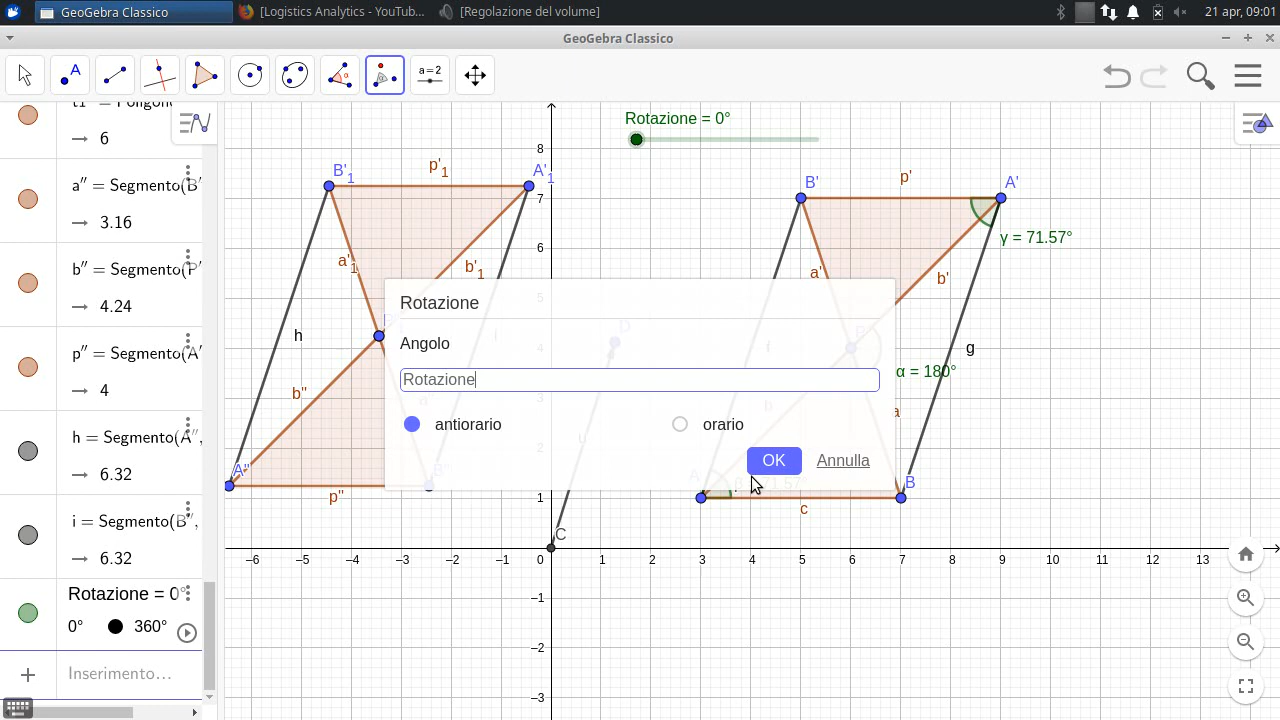 GeoGebra Classico
[Logistics Analytics - YouTub...
[Regolazione del volume]
21 apr, 09:01
GeoGebra Classico
A
a=2
→ 6
a″ = Segmento(B′
→ 3.16
b″ = Segmento(P′
→ 4.24
p″ = Segmento(A′
→ 4
h = Segmento(A″,
→ 6.32
i = Segmento(B″,
→ 6.32
Rotazione = 0°
0° 360°
Inserimento…
Rotazione = 0°
B'₁
p'₁
A'₁
a'₁
b'₁
h
b''
A''
p''
B'
p'
A'
γ = 71.57°
a'
b'
g
α = 180°
a
B
c
C
Rotazione
Angolo
Rotazione
antiorario
orario
OK
Annulla
8
7
6
5
4
3
2
1
–1
–2
–3
–6 –5 –4 –3 –2 –1 0 1 2 3 4 5 6 7 8 9 10 11 12 13